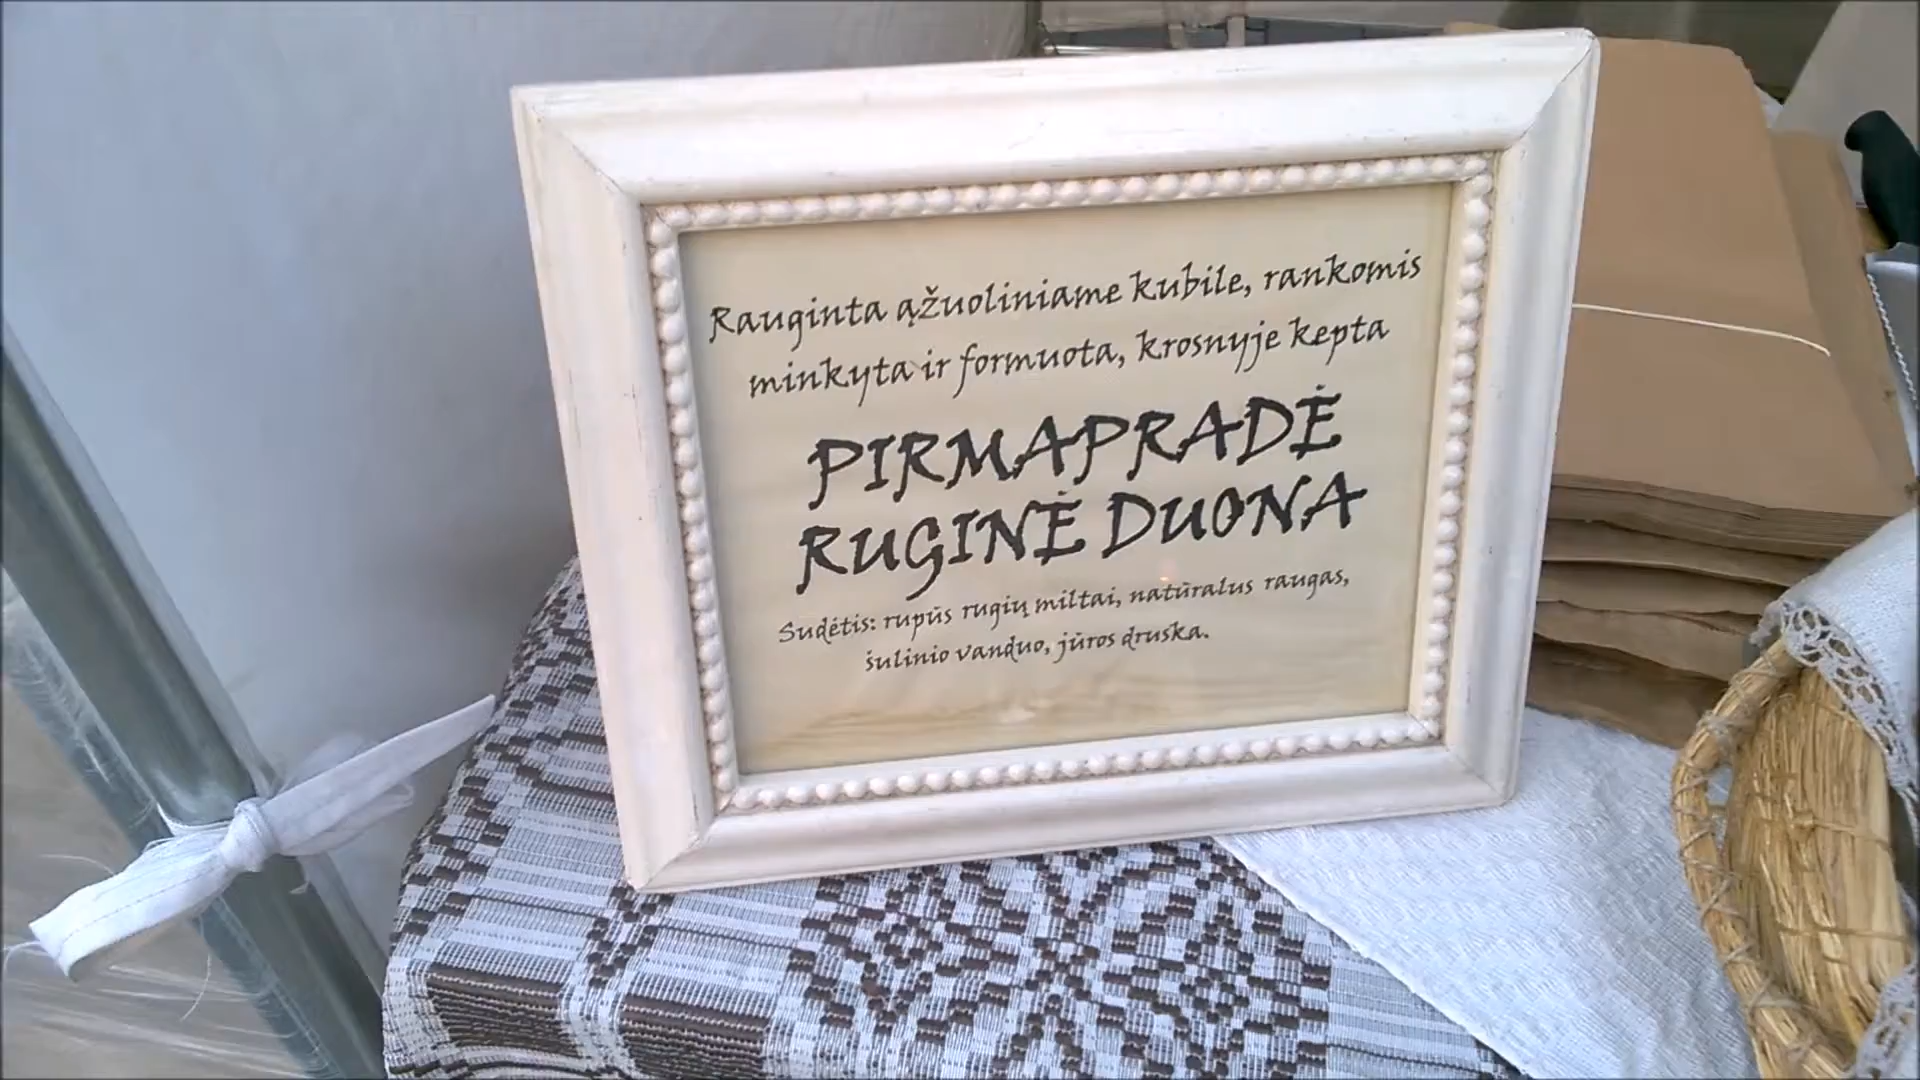 Rauginta ąžuoliniame kubile, rankomis
minkyta ir formuota, krosnyje kepta
PIRMAPRADĖ
RUGINĖ DUONA
Sudėtis: rupūs rugių miltai, natūralus raugas,
šulinio vanduo, jūros druska.